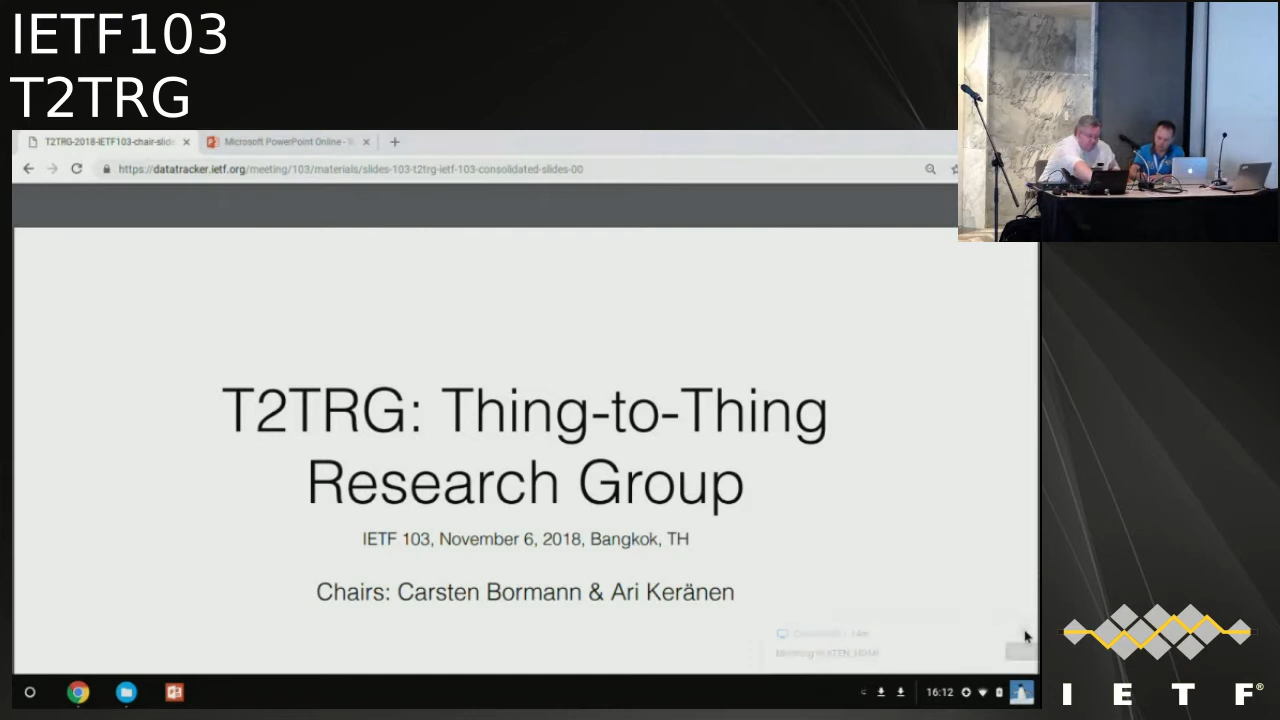 IETF103
T2TRG
T2TRG-2018-IETF103-chair-slid
Microsoft PowerPoint Online -
https://datatracker.ietf.org/meeting/103/materials/slides-103-t2trg-ietf-103-consolidated-slides-00
T2TRG: Thing-to-Thing
Research Group
IETF 103, November 6, 2018, Bangkok, TH
Chairs: Carsten Bormann & Ari Keränen
16:12
I E T F®